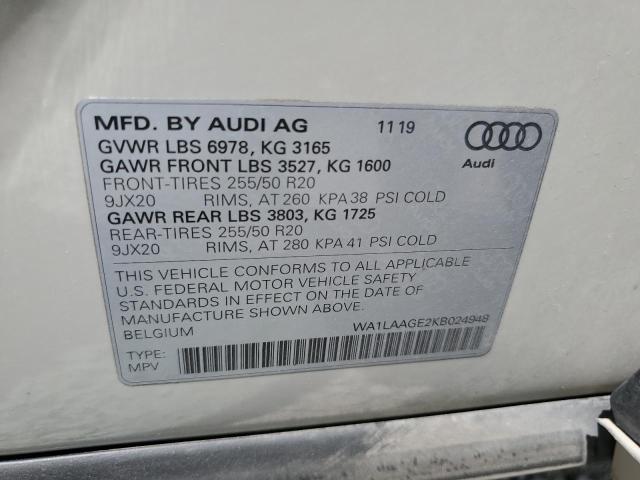 MFD. BY AUDI AG 11 19
GVWR LBS 6978, KG 3165
GAWR FRONT LBS 3527, KG 1600
FRONT-TIRES 255/50 R20
9JX20 RIMS, AT 260 KPA 38 PSI COLD
GAWR REAR LBS 3803, KG 1725
REAR-TIRES 255/50 R20
9JX20 RIMS, AT 280 KPA 41 PSI COLD
Audi
THIS VEHICLE CONFORMS TO ALL APPLICABLE
U.S. FEDERAL MOTOR VEHICLE SAFETY
STANDARDS IN EFFECT ON THE DATE OF
MANUFACTURE SHOWN ABOVE.
BELGIUM WA1LAAGE2KB024948
TYPE:
MPV